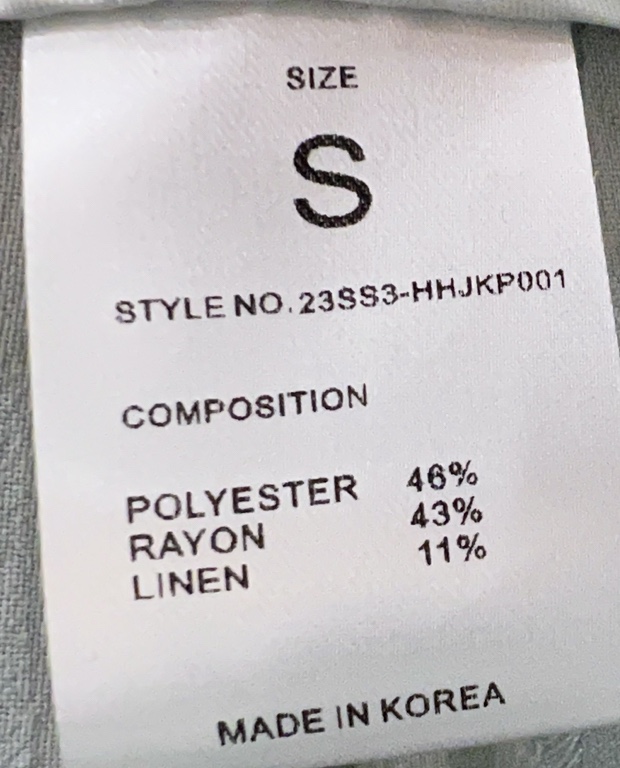 SIZE
S
STYLE NO. 23SS3-HHJKP001
COMPOSITION
POLYESTER 46%
RAYON 43%
LINEN 11%
MADE IN KOREA